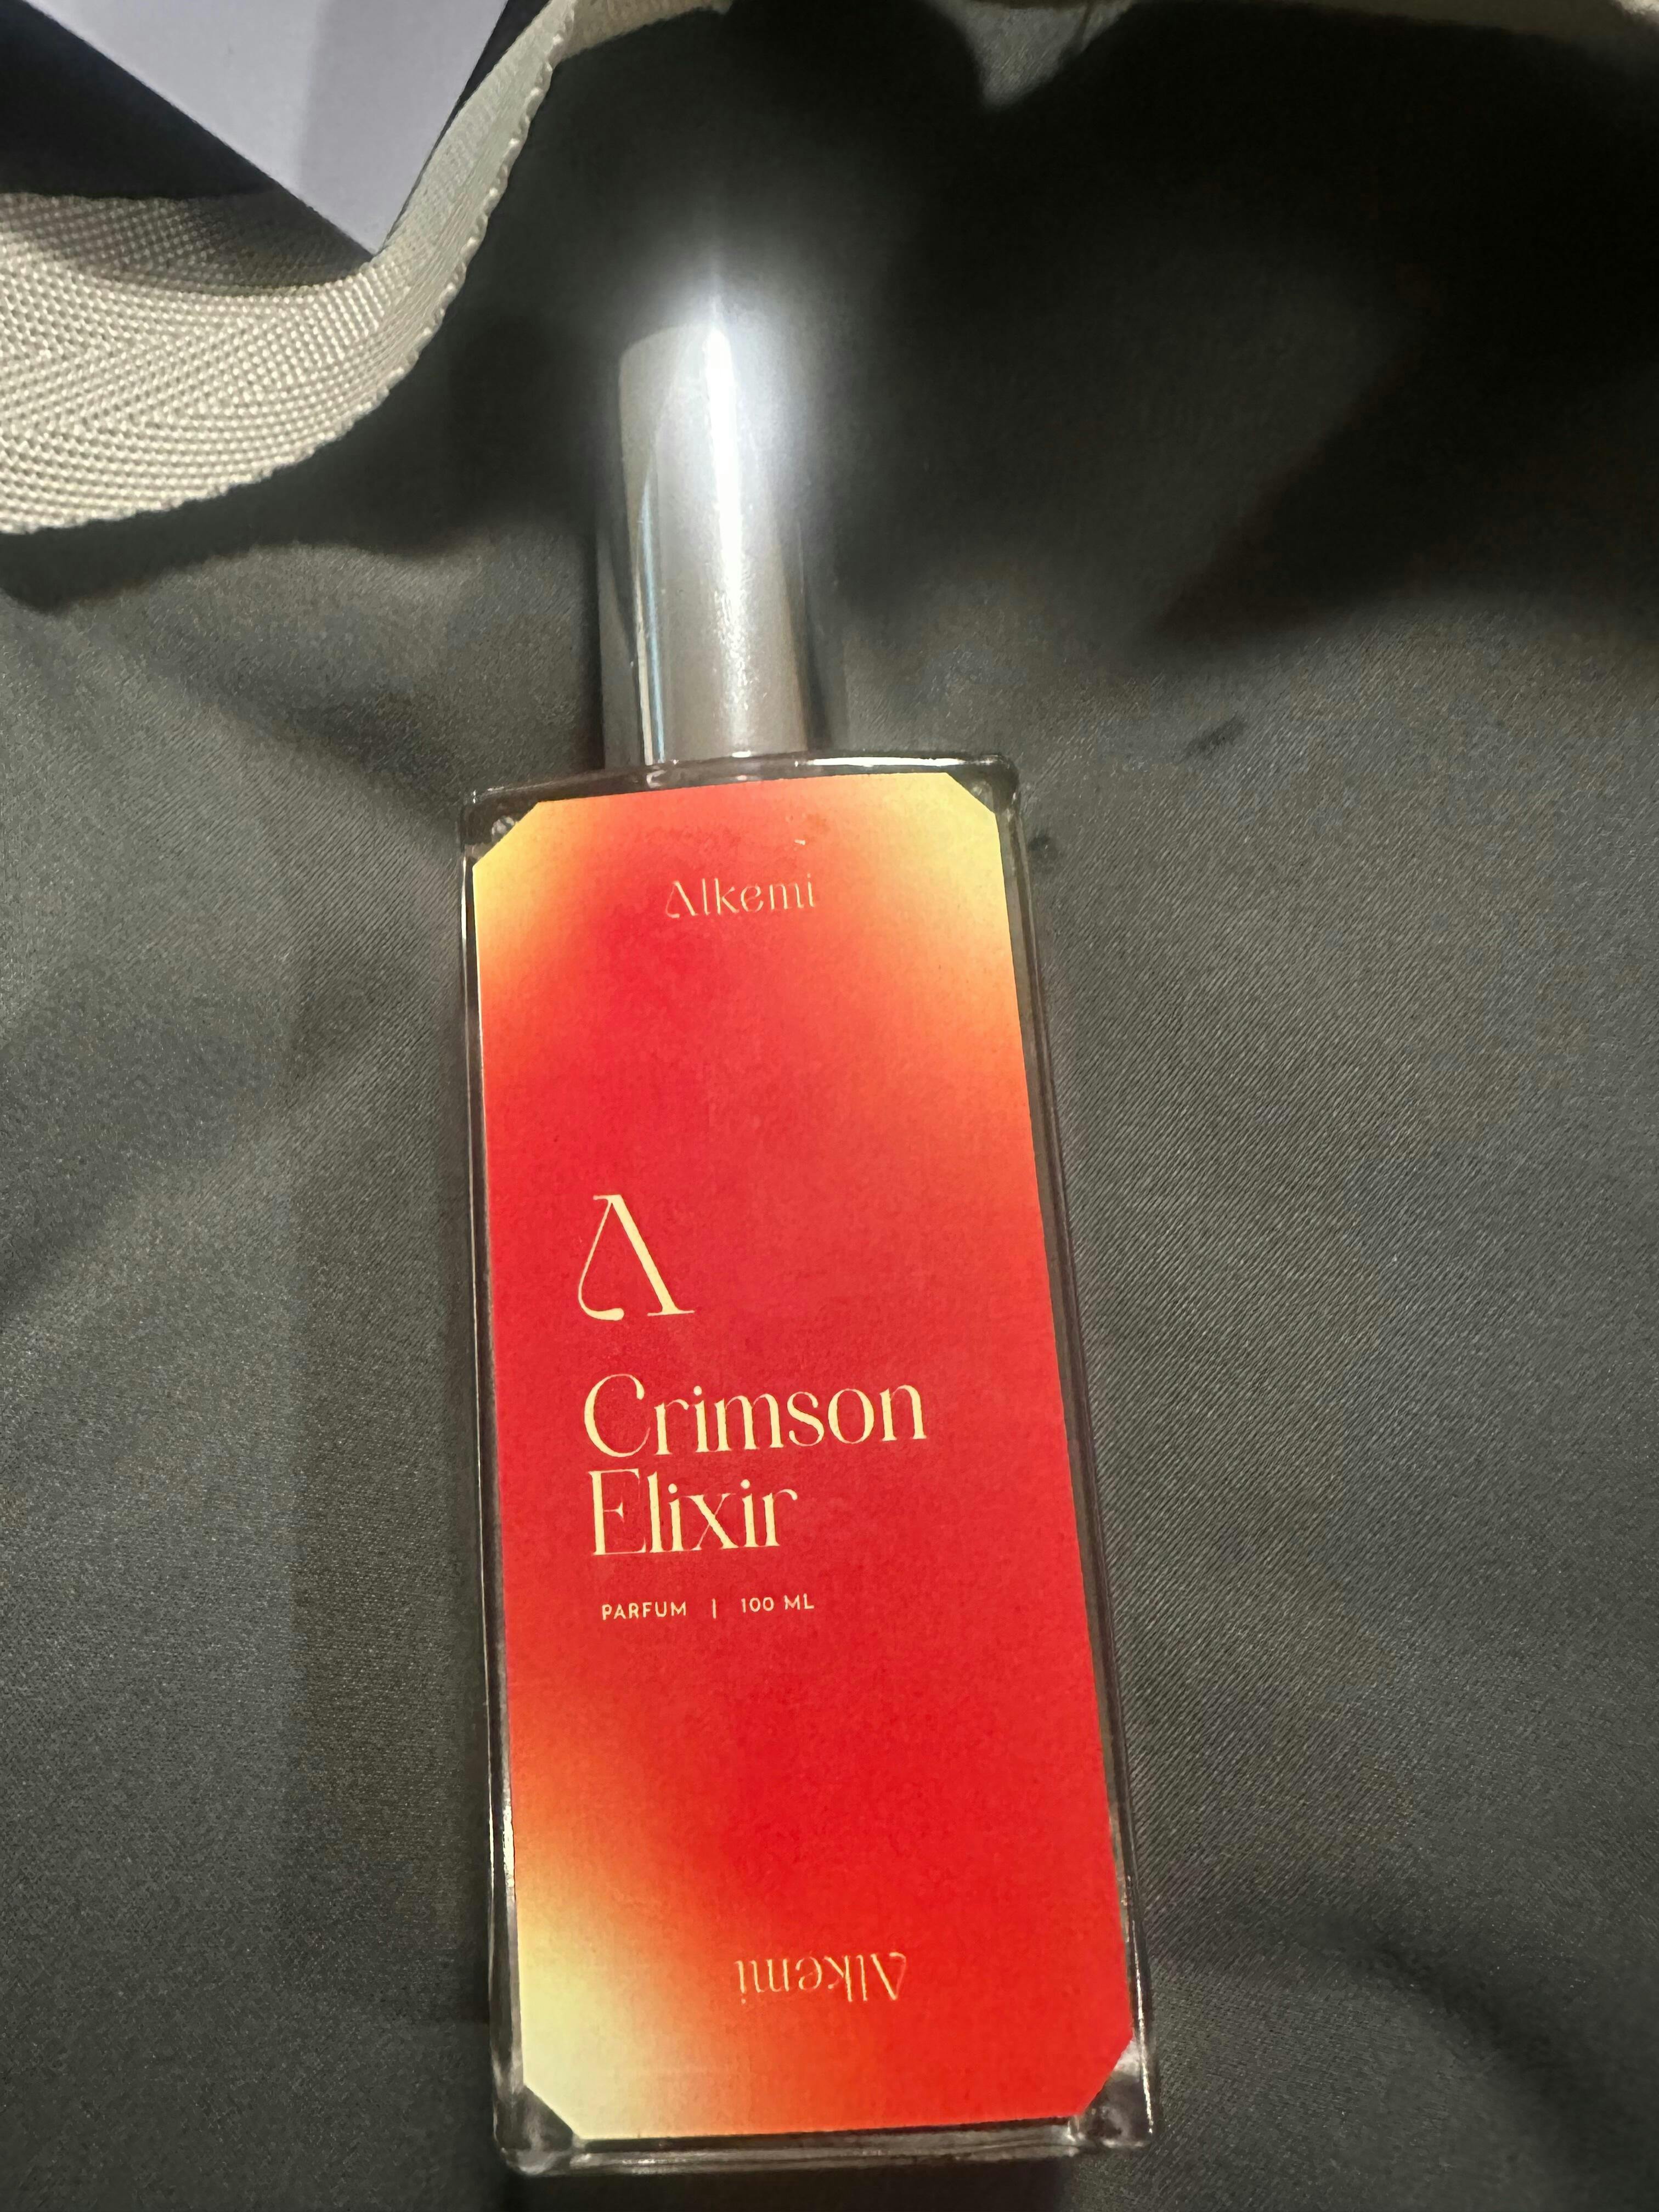 Alkemi
A
Crimson
Elixir
PARFUM | 100 ML
Alkemi